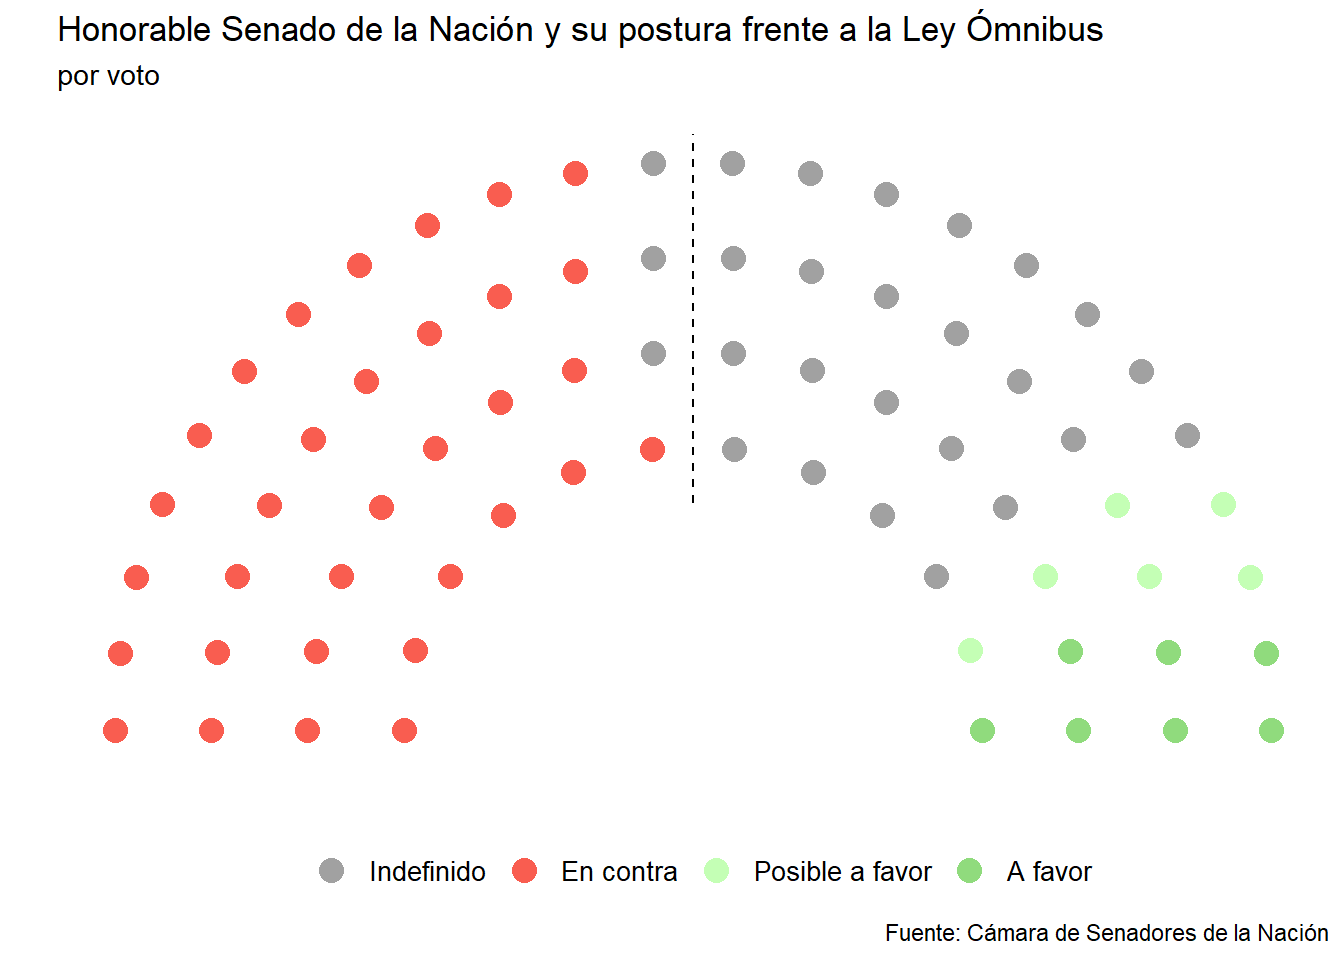 Honorable Senado de la Nación y su postura frente a la Ley Ómnibus
por voto
Indefinido En contra Posible a favor A favor
Fuente: Cámara de Senadores de la Nación